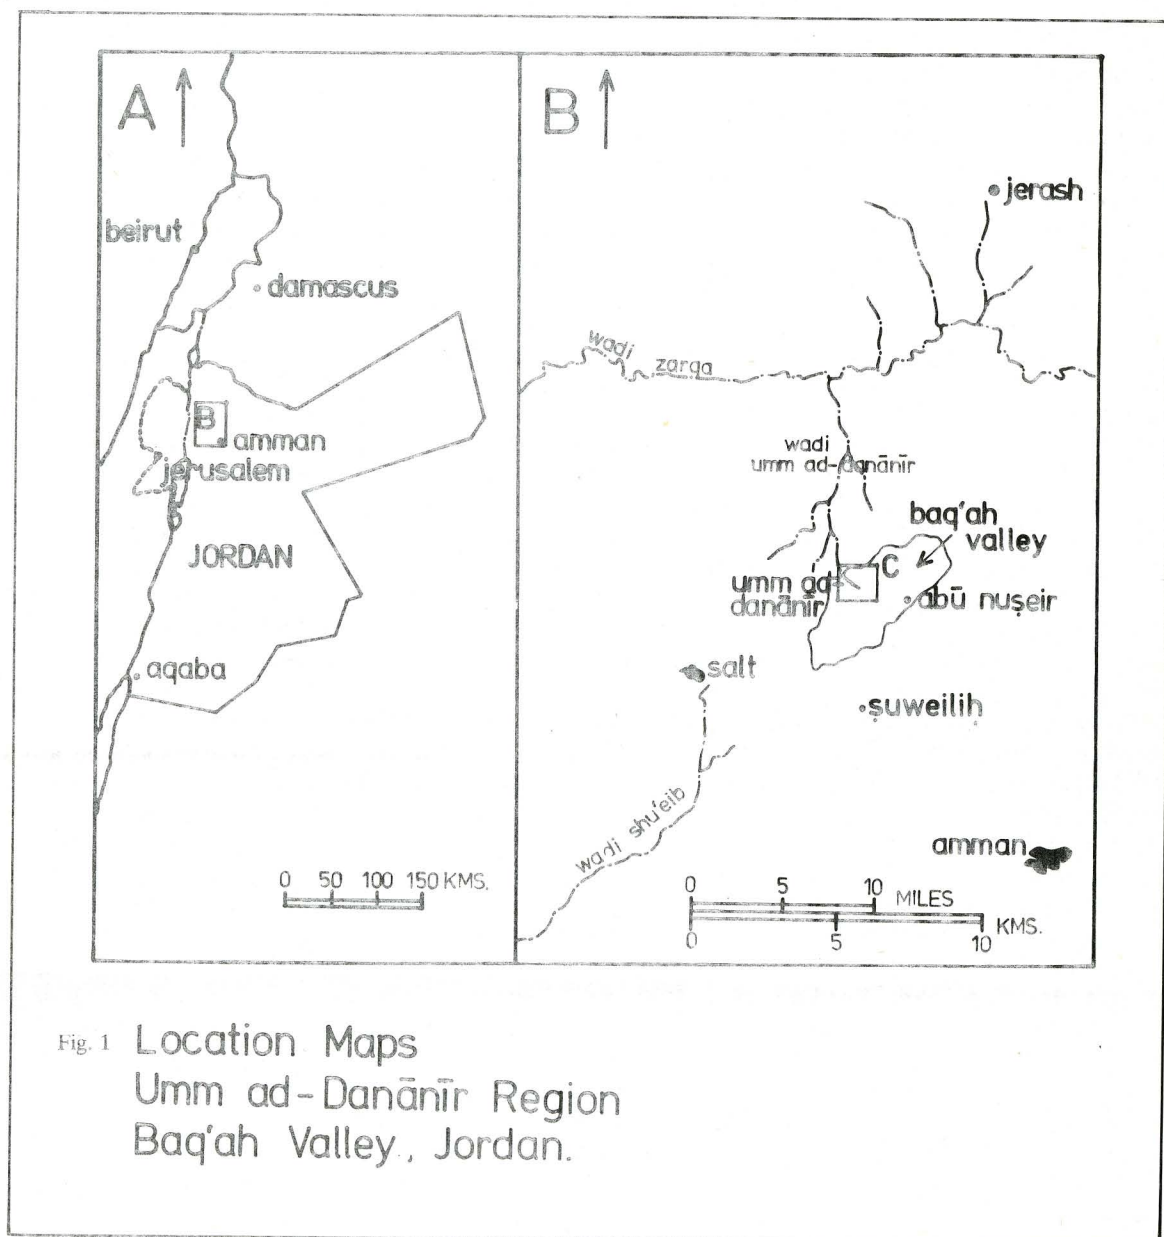 A
B
beirut
damascus
B
amman
jerusalem
JORDAN
aqaba
0 50 100 150 KMS.
jerash
wadi
zarqa
wadi
umm ad-danānīr
baq'ah
valley
C
umm ad-
danānīr
abū nuṣeir
salt
ṣuweiliḥ
wadi shu'eib
amman
0 5 10 MILES
KMS.
0 5 10
Fig. 1 Location Maps
Umm ad-Danānīr Region
Baq'ah Valley, Jordan.